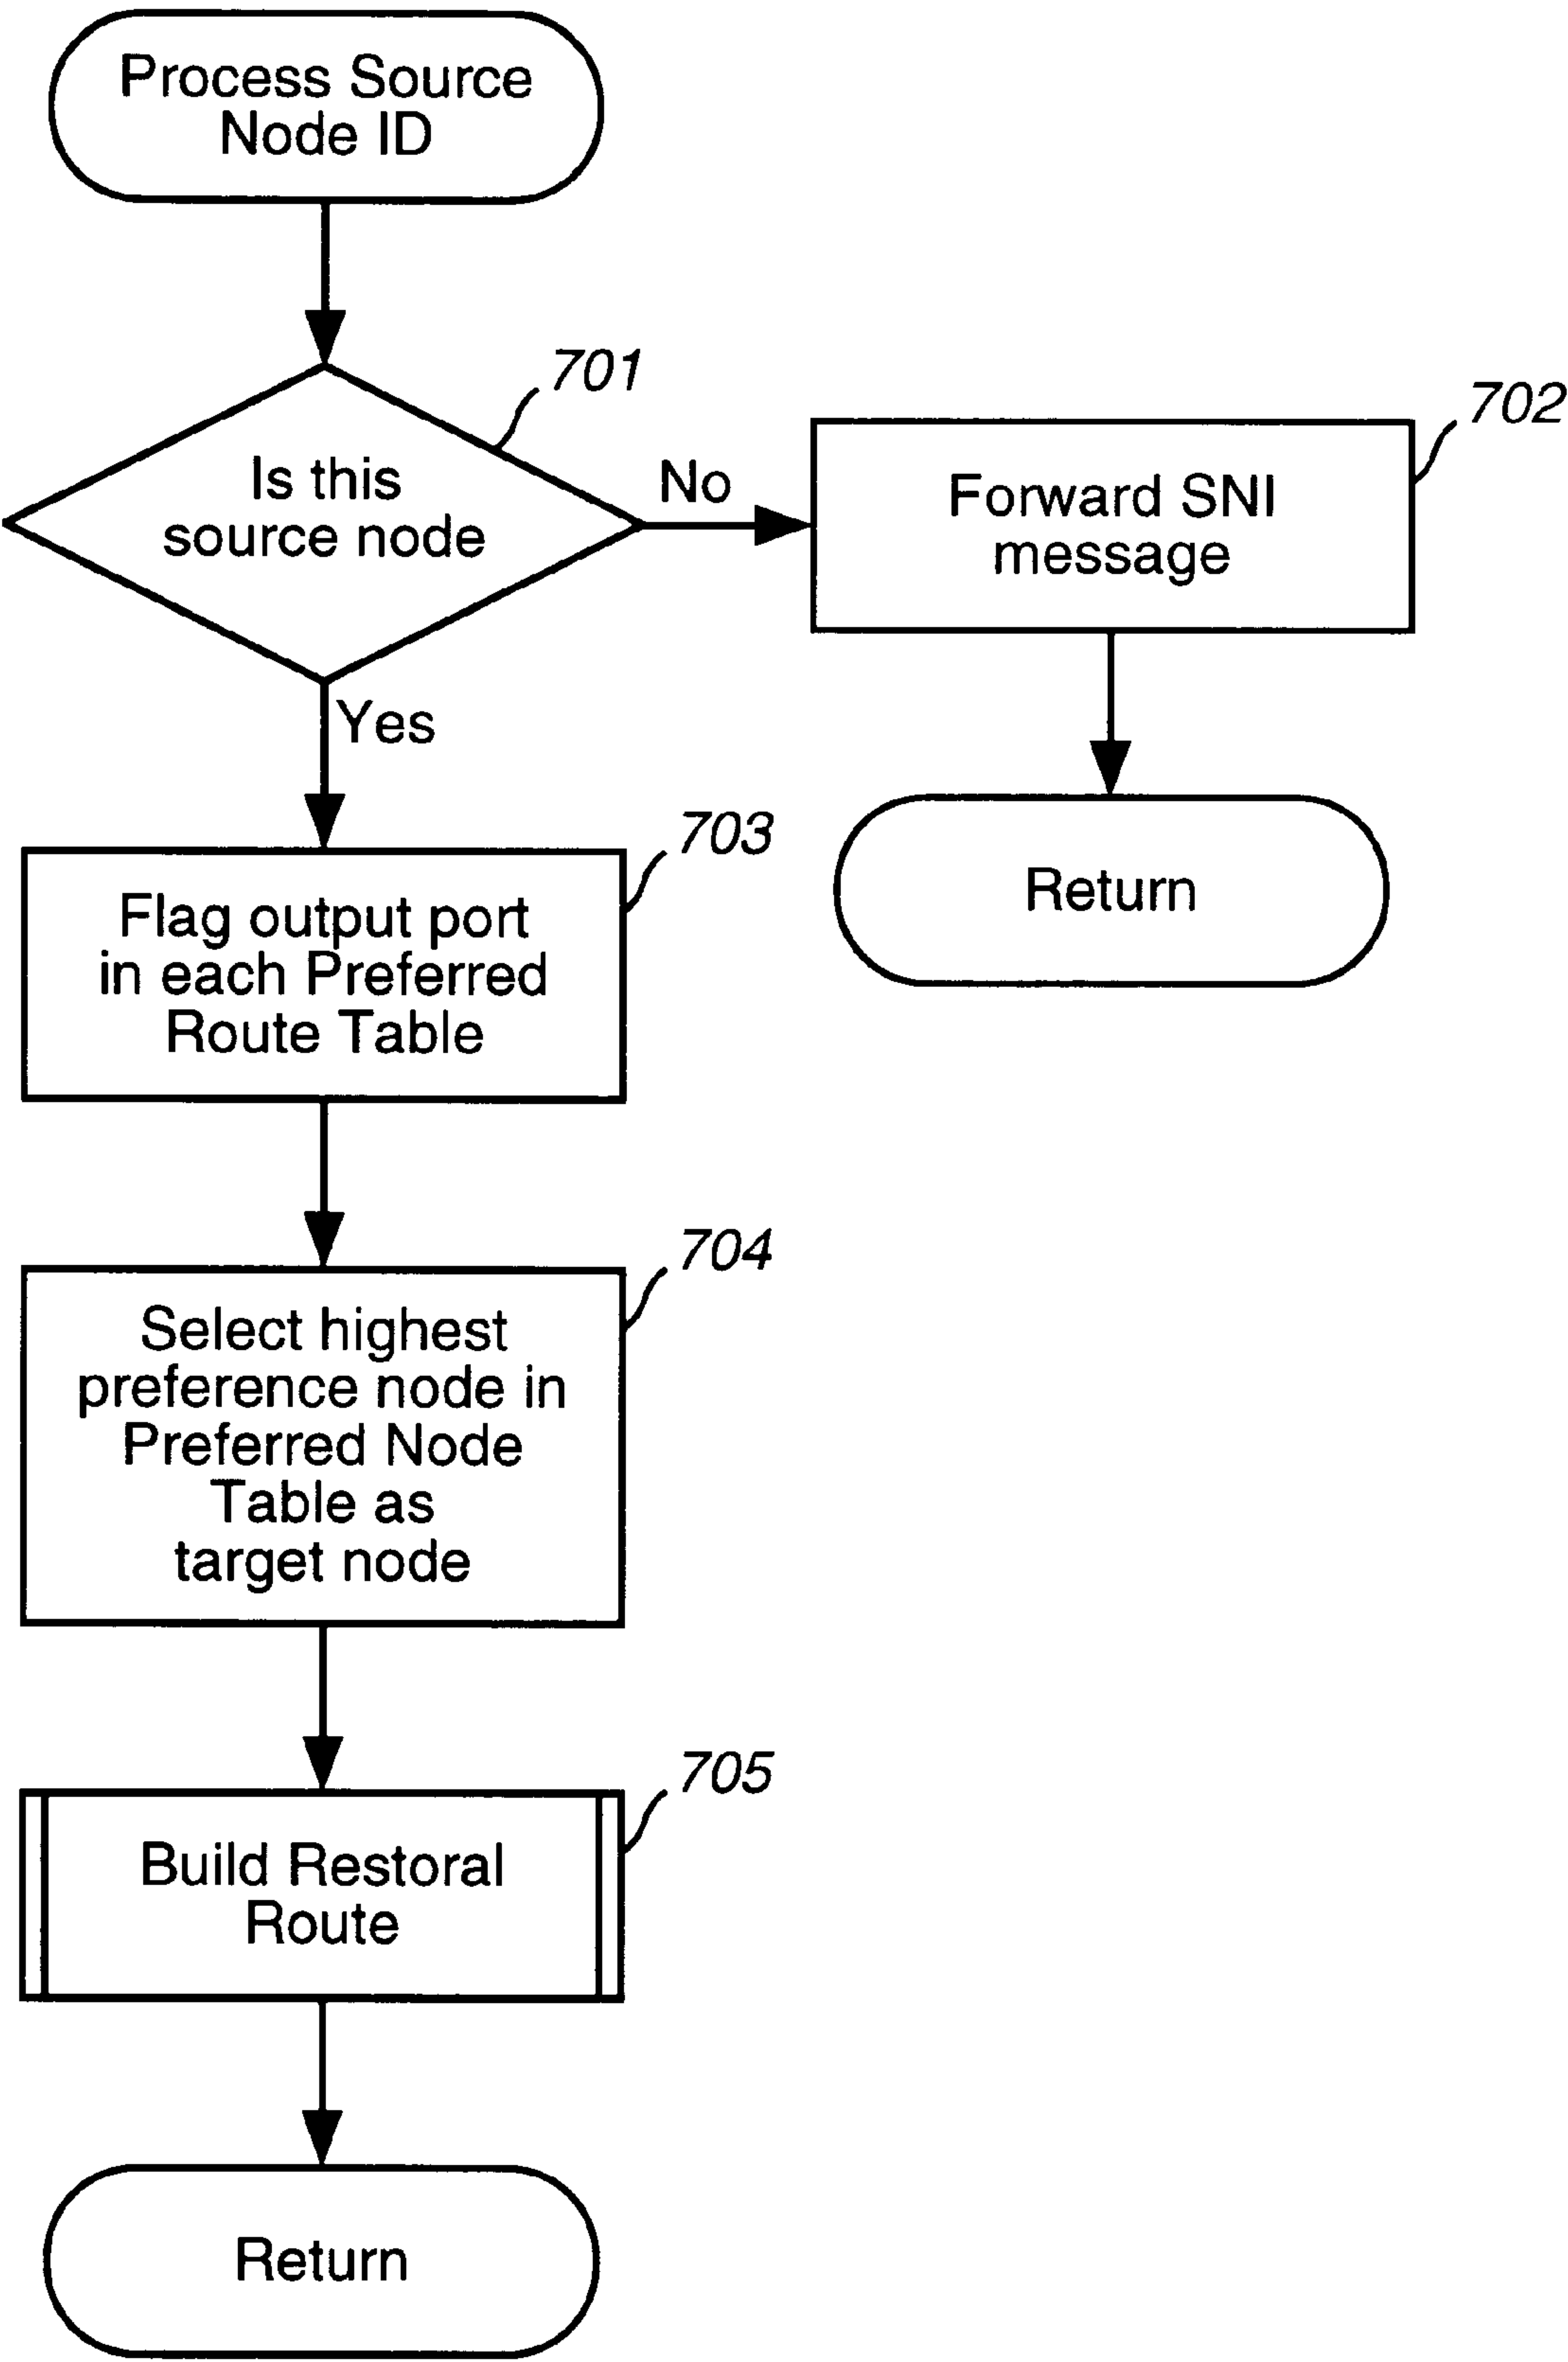 Process Source
Node ID
701
Is this
source node
No
702
Forward SNI
message
Yes
Return
703
Flag output port
in each Preferred
Route Table
704
Select highest
preference node in
Preferred Node
Table as
target node
705
Build Restoral
Route
Return